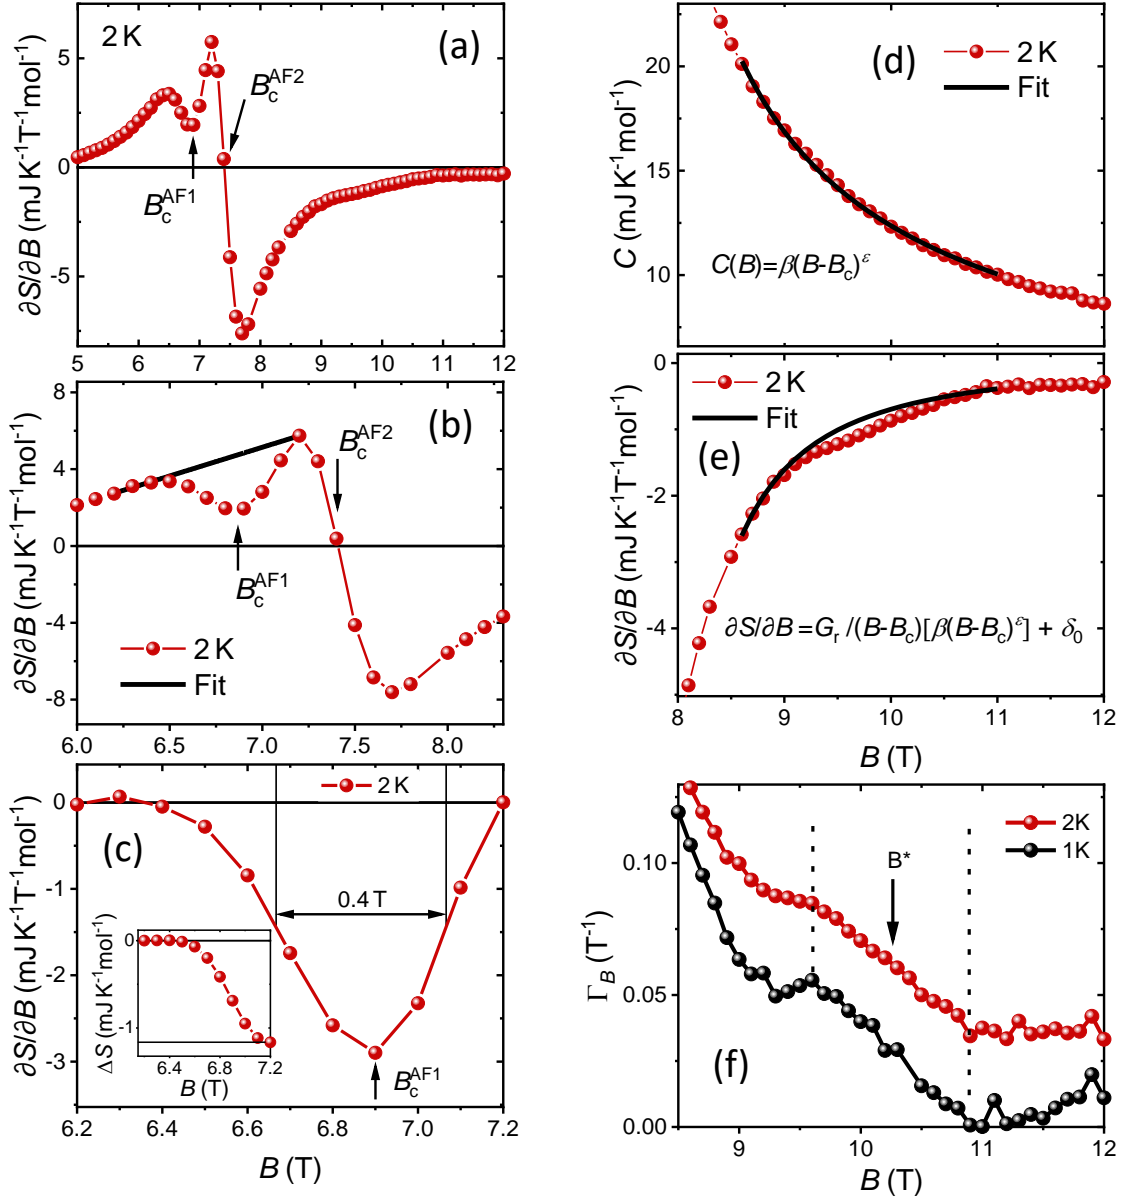 2 K
(a)
B_c^AF2
B_c^AF1
∂S/∂B (mJ K⁻¹T⁻¹mol⁻¹)
5
0
-5
5 6 7 8 9 10 11 12
(b)
B_c^AF2
B_c^AF1
2 K
Fit
∂S/∂B (mJ K⁻¹T⁻¹mol⁻¹)
8
4
0
-4
-8
6.0 6.5 7.0 7.5 8.0
2 K
(c)
0.4 T
B_c^AF1
∂S/∂B (mJ K⁻¹T⁻¹mol⁻¹)
0
-1
-2
-3
ΔS (mJ K⁻¹mol⁻¹)
0
-1
6.4 6.8 7.2
B (T)
6.2 6.4 6.6 6.8 7.0 7.2
B (T)
(d)
2 K
Fit
C(B)=β(B-B_c)^ε
C (mJ K⁻¹mol⁻¹)
20
15
10
2 K
Fit
(e)
∂S/∂B=G_r/(B-B_c)[β(B-B_c)^ε] + δ_0
∂S/∂B (mJ K⁻¹T⁻¹mol⁻¹)
0
-2
-4
8 9 10 11 12
B (T)
2K
1K
B*
(f)
Γ_B (T⁻¹)
0.10
0.05
0.00
9 10 11 12
B (T)